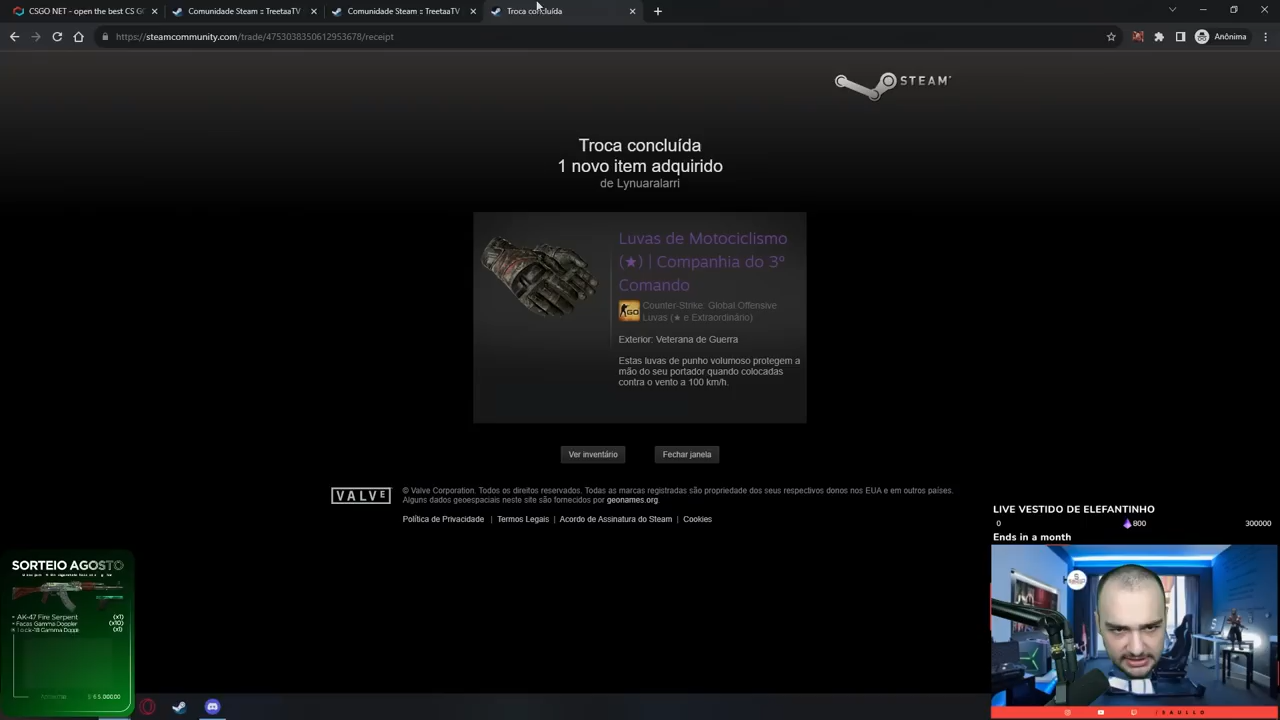 CSGO NET - open the best CS G
Comunidade Steam :: TreetaaTV
Comunidade Steam :: TreetaaTV
Troca concluída
https://steamcommunity.com/trade/4753038350612953678/receipt
Anônima
STEAM
Troca concluída
1 novo item adquirido
de Lynuaralarri
Luvas de Motociclismo
(★) | Companhia do 3º
Comando
Counter-Strike: Global Offensive
Luvas (★ e Extraordinário)
Exterior: Veterana de Guerra
Estas luvas de punho volumoso protegem a
mão do seu portador quando colocadas
contra o vento a 100 km/h.
Ver inventário
Fechar janela
VALVE
© Valve Corporation. Todos os direitos reservados. Todas as marcas registradas são propriedade dos seus respectivos donos nos EUA e em outros países.
Alguns dados geoespaciais neste site são fornecidos por geonames.org.
Política de Privacidade | Termos Legais | Acordo de Assinatura do Steam | Cookies
LIVE VESTIDO DE ELEFANTINHO
0 800 300000
Ends in a month
SORTEIO AGOSTO
AK-47 Fire Serpent (x1)
Facas Gamma Doppler (x10)
Gamma (x1)
/SAULLO